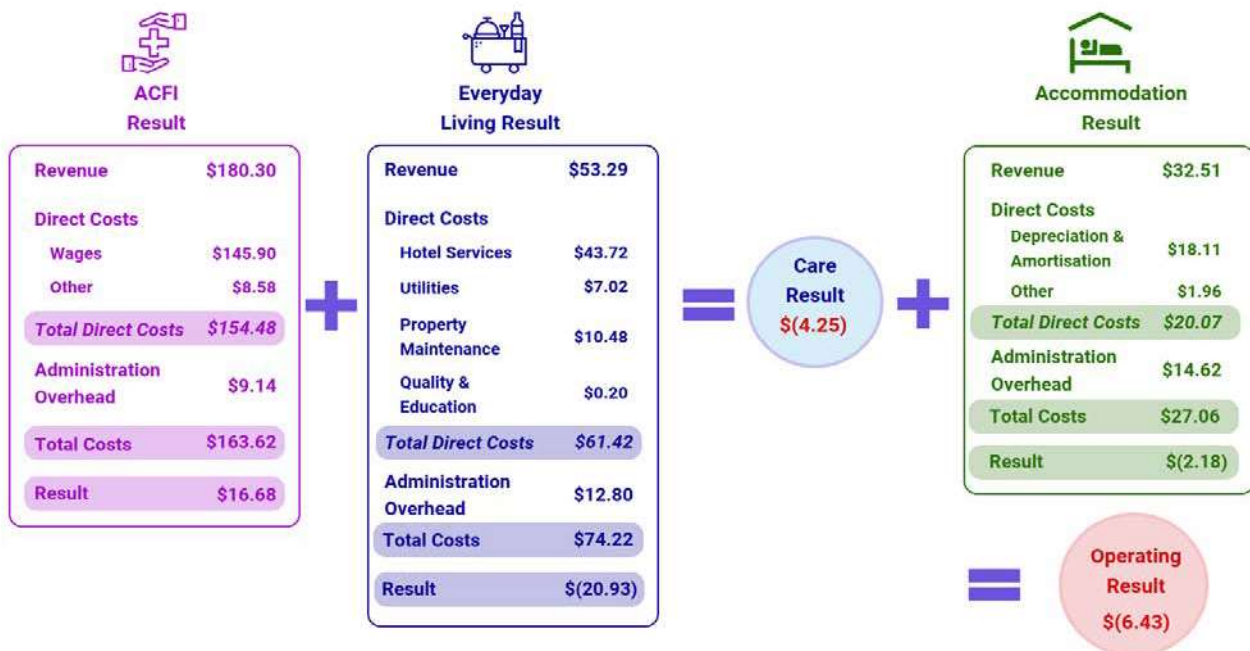 ACFI
Result
Revenue $180.30
Direct Costs
Wages $145.90
Other $8.58
Total Direct Costs $154.48
Administration
Overhead $9.14
Total Costs $163.62
Result $16.68
+
Everyday
Living Result
Revenue $53.29
Direct Costs
Hotel Services $43.72
Utilities $7.02
Property
Maintenance $10.48
Quality &
Education $0.20
Total Direct Costs $61.42
Administration
Overhead $12.80
Total Costs $74.22
Result $(20.93)
=
Care
Result
$(4.25)
+
Accommodation
Result
Revenue $32.51
Direct Costs
Depreciation &
Amortisation $18.11
Other $1.96
Total Direct Costs $20.07
Administration
Overhead $14.62
Total Costs $27.06
Result $(2.18)
=
Operating
Result
$(6.43)